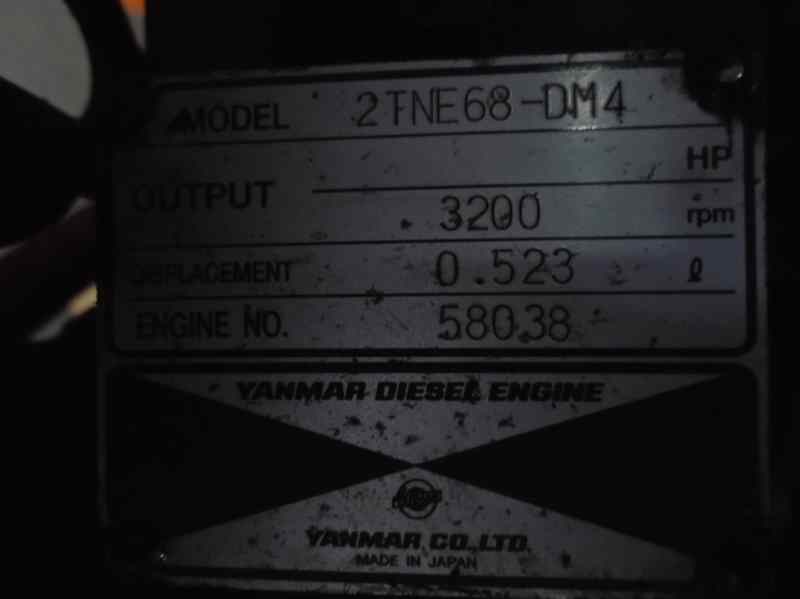 MODEL 2TNE68-DM4
HP
OUTPUT
3200 rpm
DISPLACEMENT 0.523 ℓ
ENGINE NO. 58038
YANMAR DIESEL ENGINE
YANMAR CO., LTD.
MADE IN JAPAN